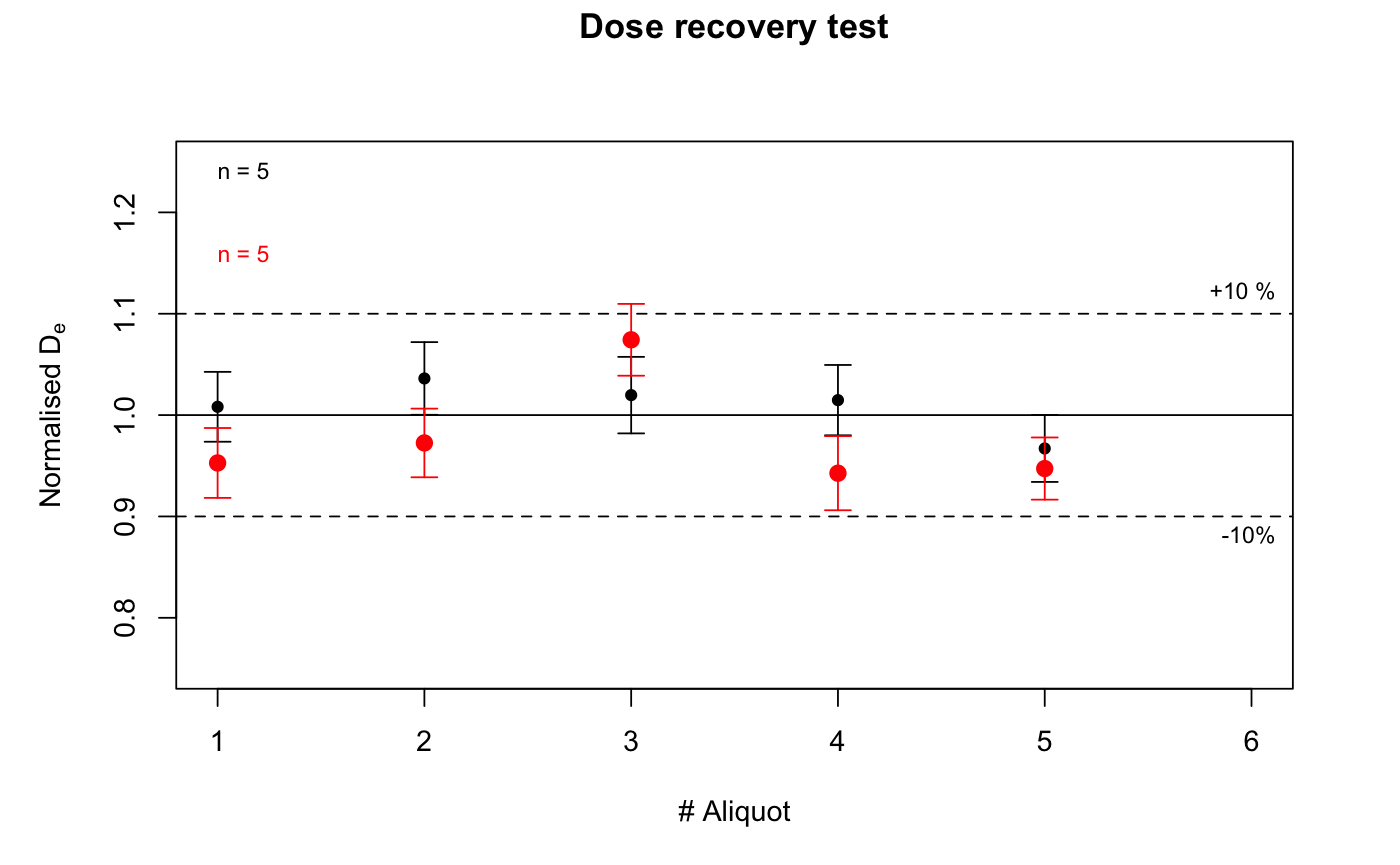 Dose recovery test
n = 5
n = 5
+10 %
-10%
Normalised De
1.2
1.1
1.0
0.9
0.8
1 2 3 4 5 6
# Aliquot